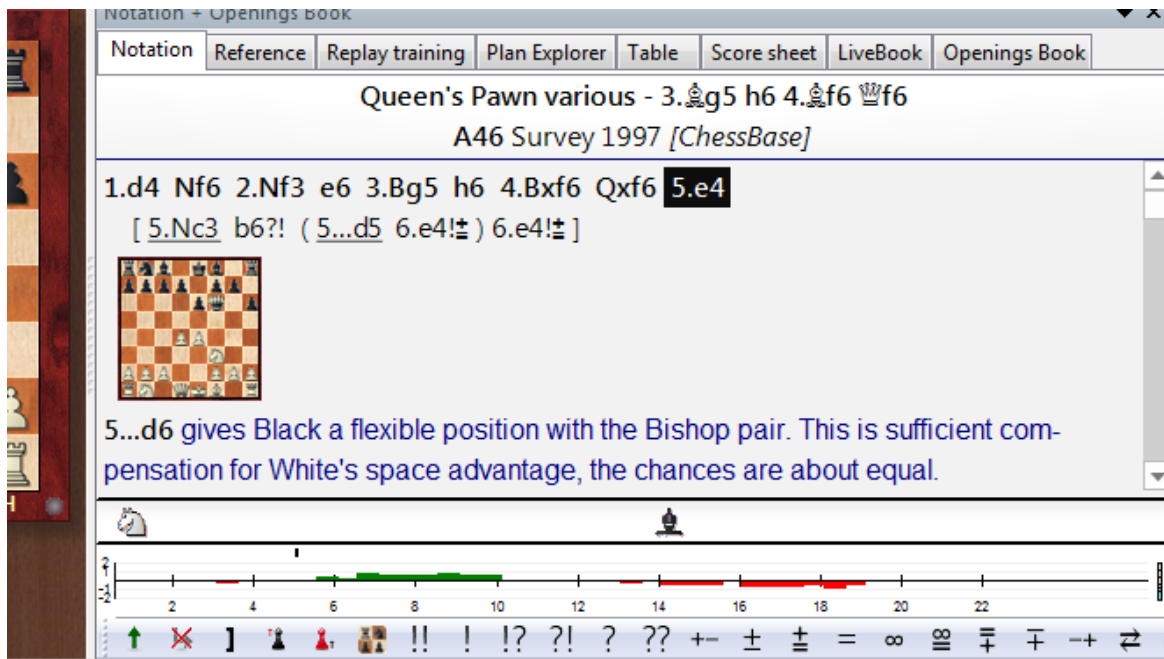 Notation + Openings Book
Notation Reference Replay training Plan Explorer Table Score sheet LiveBook Openings Book
Queen's Pawn various - 3.♗g5 h6 4.♗f6 ♕f6
A46 Survey 1997 [ChessBase]
1.d4 Nf6 2.Nf3 e6 3.Bg5 h6 4.Bxf6 Qxf6 5.e4
[ 5.Nc3 b6?! ( 5...d5 6.e4!⩲ ) 6.e4!⩲ ]
5...d6 gives Black a flexible position with the Bishop pair. This is sufficient com-
pensation for White's space advantage, the chances are about equal.
H
2
1
-1
-2
2 4 6 8 10 12 14 16 18 20 22
] !! ! !? ?! ? ?? +- ± ⩲ = ∞ ≌ ⩱ ∓ -+ ⇄